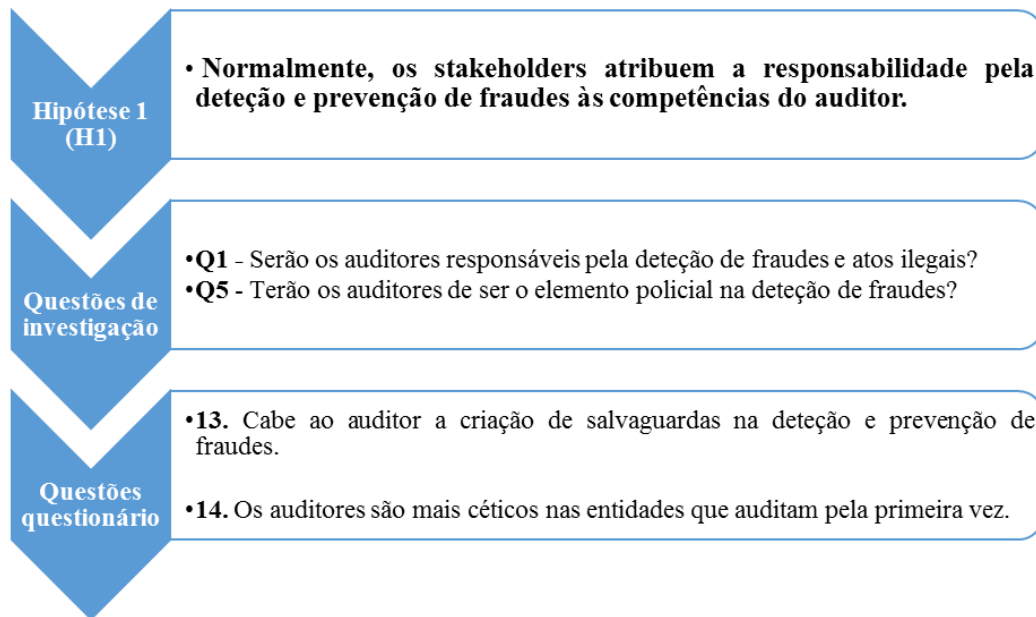 Hipótese 1
(H1)
• Normalmente, os stakeholders atribuem a responsabilidade pela
deteção e prevenção de fraudes às competências do auditor.
Questões de
investigação
•Q1 - Serão os auditores responsáveis pela deteção de fraudes e atos ilegais?
•Q5 - Terão os auditores de ser o elemento policial na deteção de fraudes?
Questões
questionário
•13. Cabe ao auditor a criação de salvaguardas na deteção e prevenção de
fraudes.
•14. Os auditores são mais céticos nas entidades que auditam pela primeira vez.